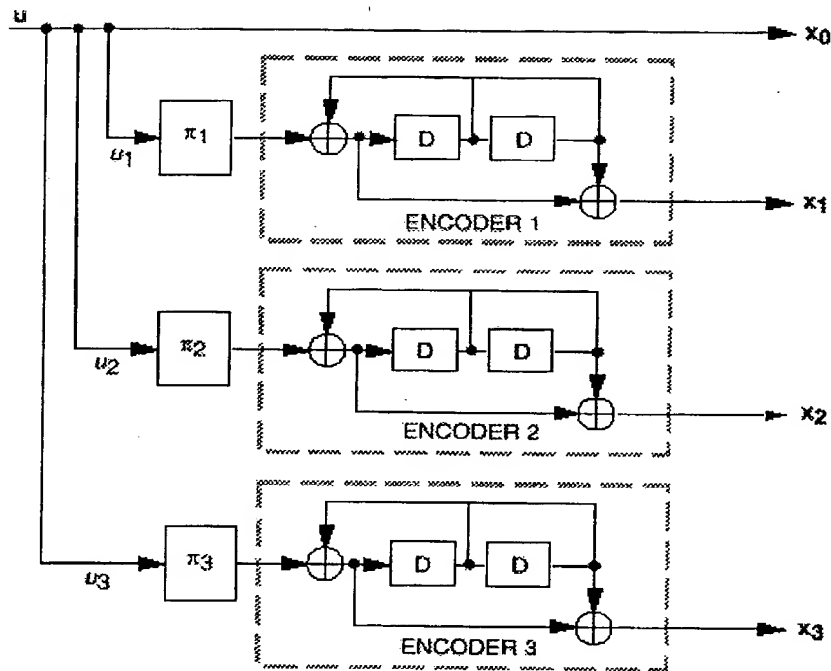 u
x0
π1
D
D
u1
x1
ENCODER 1
π2
D
D
u2
x2
ENCODER 2
π3
D
D
u3
x3
ENCODER 3